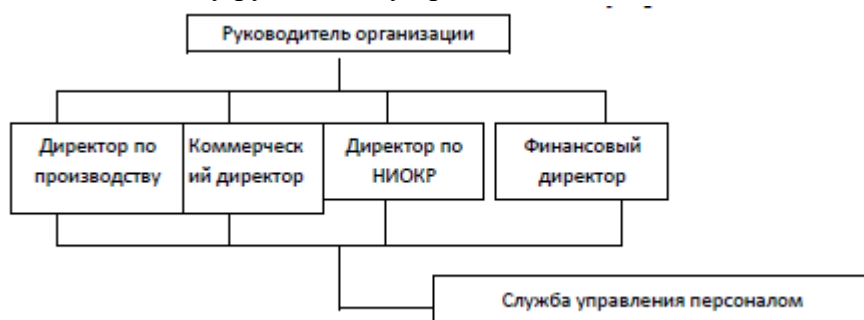 Руководитель организации
Директор по
производству
Коммерческ
ий директор
Директор по
НИОКР
Финансовый
директор
Служба управления персоналом